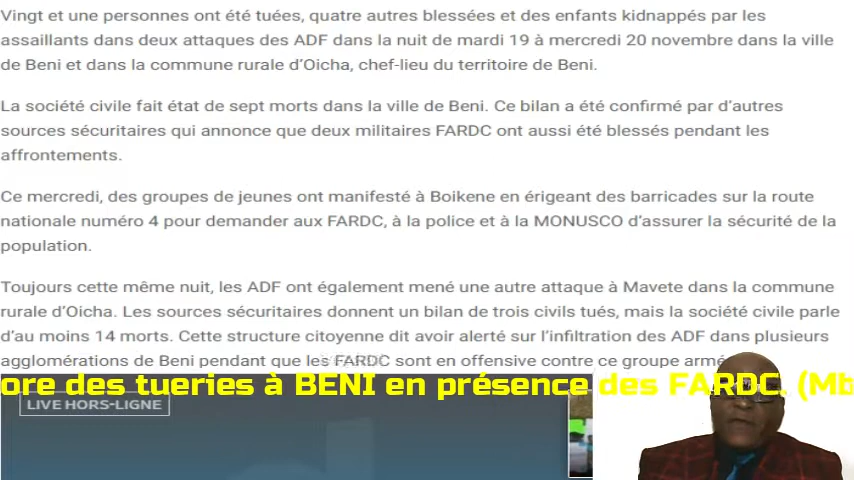 Vingt et une personnes ont été tuées, quatre autres blessées et des enfants kidnappés par les
assaillants dans deux attaques des ADF dans la nuit de mardi 19 à mercredi 20 novembre dans la ville
de Beni et dans la commune rurale d'Oicha, chef-lieu du territoire de Beni.
La société civile fait état de sept morts dans la ville de Beni. Ce bilan a été confirmé par d'autres
sources sécuritaires qui annonce que deux militaires FARDC ont aussi été blessés pendant les
affrontements.
Ce mercredi, des groupes de jeunes ont manifesté à Boikene en érigeant des barricades sur la route
nationale numéro 4 pour demander aux FARDC, à la police et à la MONUSCO d'assurer la sécurité de la
population.
Toujours cette même nuit, les ADF ont également mené une autre attaque à Mavete dans la commune
rurale d'Oicha. Les sources sécuritaires donnent un bilan de trois civils tués, mais la société civile parle
d'au moins 14 morts. Cette structure citoyenne dit avoir alerté sur l'infiltration des ADF dans plusieurs
agglomérations de Beni pendant que les FARDC sont en offensive contre ce groupe armé
ore des tueries à BENI en présence des FARDC. (Mb
LIVE HORS-LIGNE